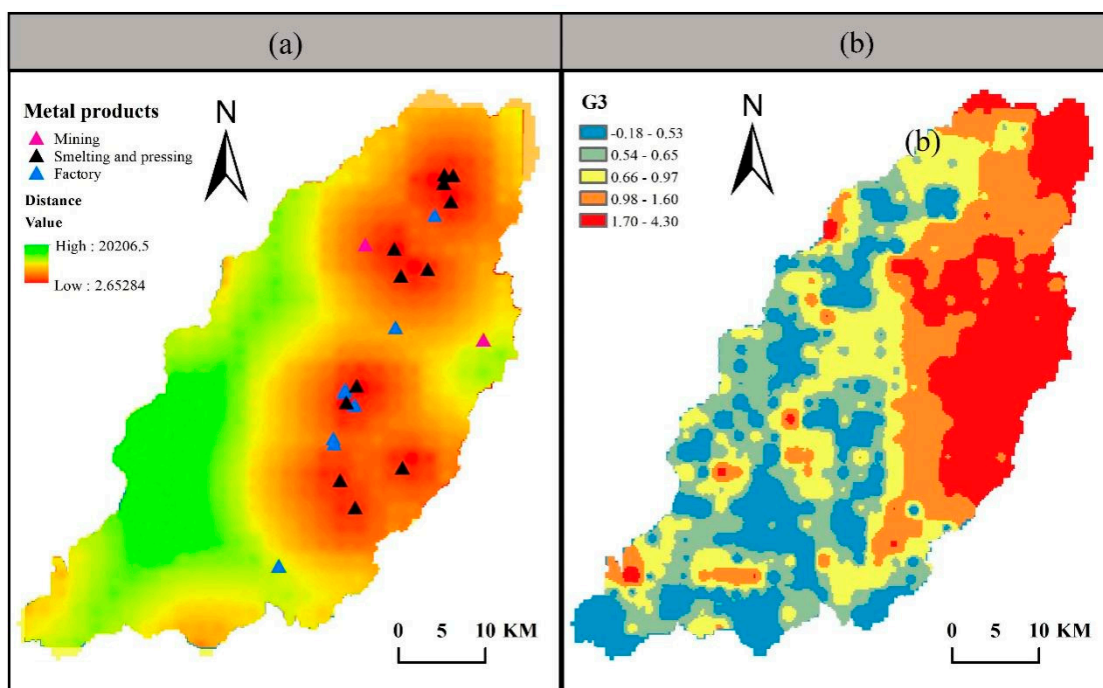 (a)
(b)
Metal products
Mining
Smelting and pressing
Factory
Distance
Value
High : 20206.5
Low : 2.65284
N
0 5 10 KM
G3
-0.18 - 0.53
0.54 - 0.65
0.66 - 0.97
0.98 - 1.60
1.70 - 4.30
N
(b)
0 5 10 KM